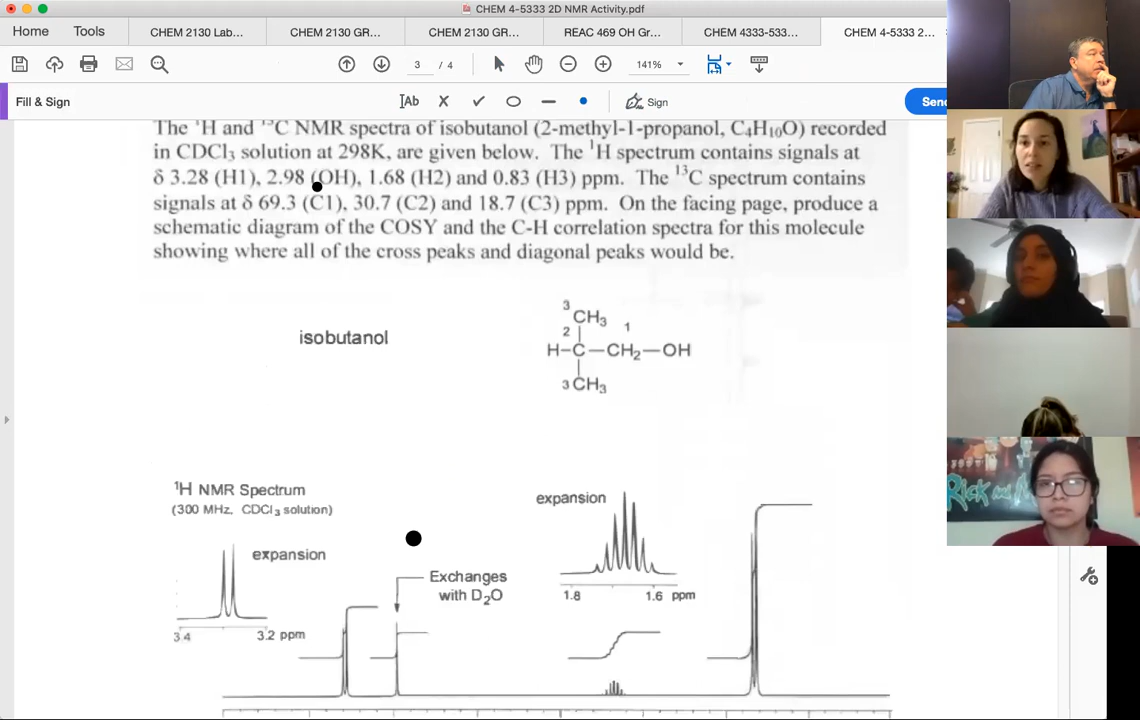 CHEM 4-5333 2D NMR Activity.pdf
Home Tools CHEM 2130 Lab... CHEM 2130 GR... CHEM 2130 GR... REAC 469 OH Gr... CHEM 4333-533... CHEM 4-5333 2...
3 / 4 141%
Fill & Sign Ab Sign Send
The ¹H and ¹³C NMR spectra of isobutanol (2-methyl-1-propanol, C₄H₁₀O) recorded
in CDCl₃ solution at 298K, are given below. The ¹H spectrum contains signals at
δ 3.28 (H1), 2.98 (OH), 1.68 (H2) and 0.83 (H3) ppm. The ¹³C spectrum contains
signals at δ 69.3 (C1), 30.7 (C2) and 18.7 (C3) ppm. On the facing page, produce a
schematic diagram of the COSY and the C-H correlation spectra for this molecule
showing where all of the cross peaks and diagonal peaks would be.
3
CH₃
2 1
isobutanol
H–C–CH₂–OH
3 CH₃
¹H NMR Spectrum
(300 MHz, CDCl₃ solution)
expansion
expansion
Exchanges
with D₂O
1.8 1.6 ppm
3.4 3.2 ppm
Rick and M